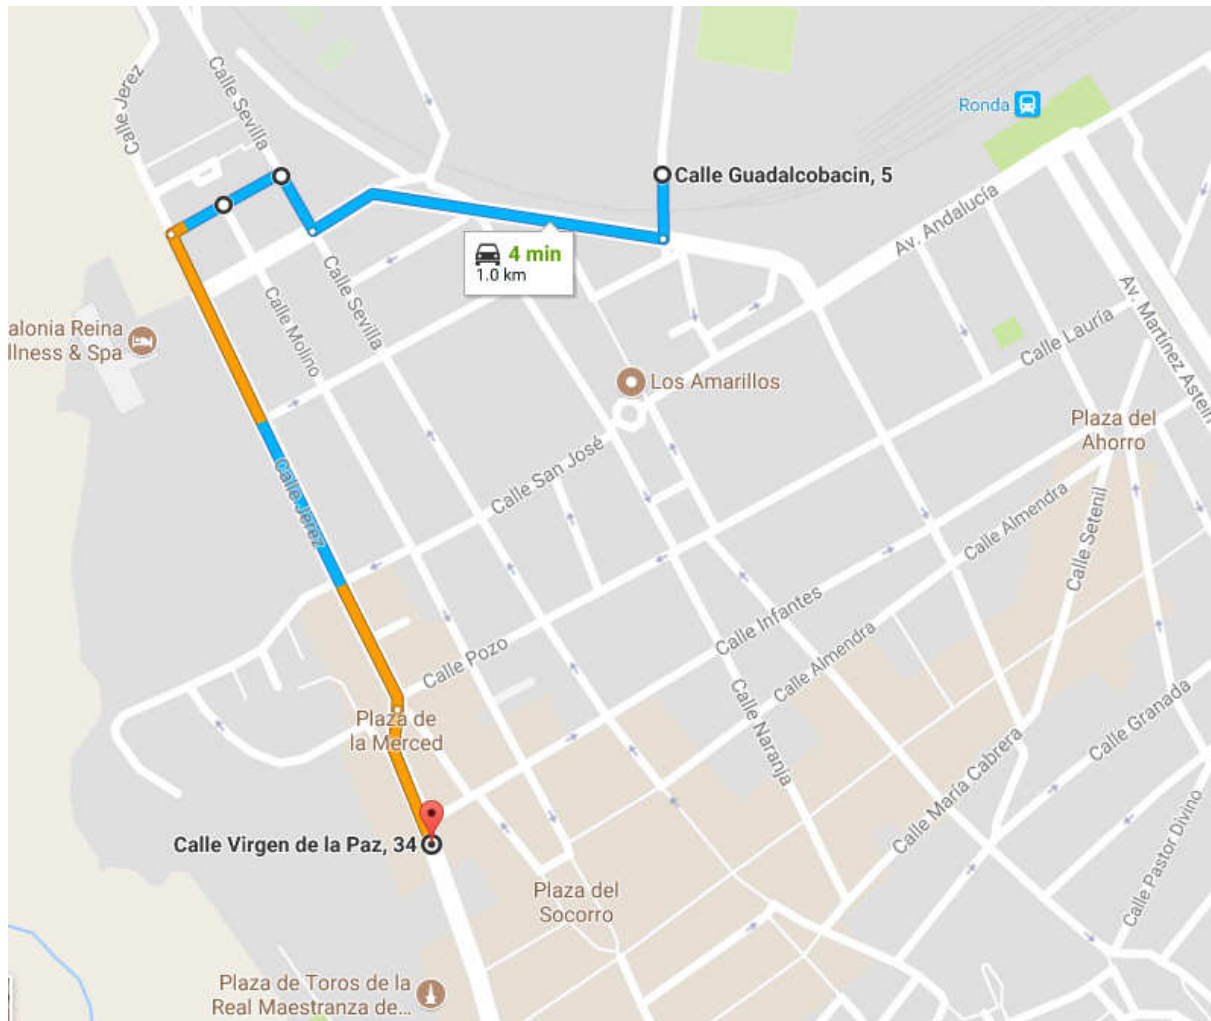 Calle Jerez
Calle Sevilla
Ronda
Calle Guadalcobacin, 5
Av. Andalucía
4 min
1.0 km
Calle Sevilla
Calle Molino
Av. Martínez Astein
alonia Reina
llness & Spa
Calle Lauría
Los Amarillos
Plaza del
Ahorro
Calle San José
Calle Jerez
Calle Almendra
Calle Setenil
Calle Infantes
Calle Pozo
Calle Almendra
Calle Naranja
Calle Granada
Plaza de
la Merced
Calle María Cabrera
Calle Virgen de la Paz, 34
Calle Pastor Divino
Plaza del
Socorro
Plaza de Toros de la
Real Maestranza de...